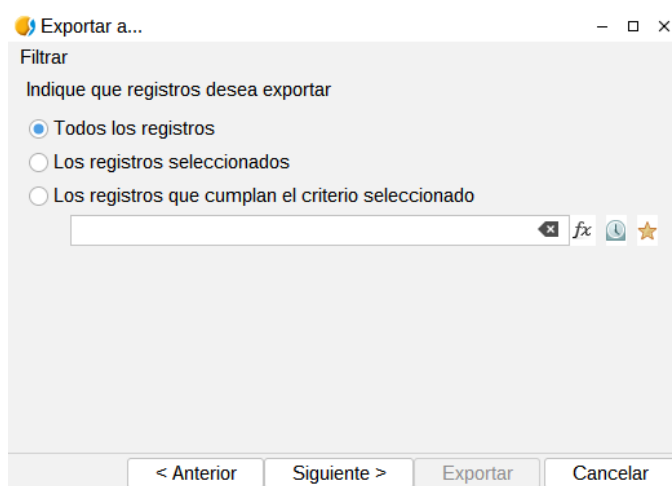 Exportar a...
Filtrar
Indique que registros desea exportar
Todos los registros
Los registros seleccionados
Los registros que cumplan el criterio seleccionado
fx
< Anterior Siguiente > Exportar Cancelar